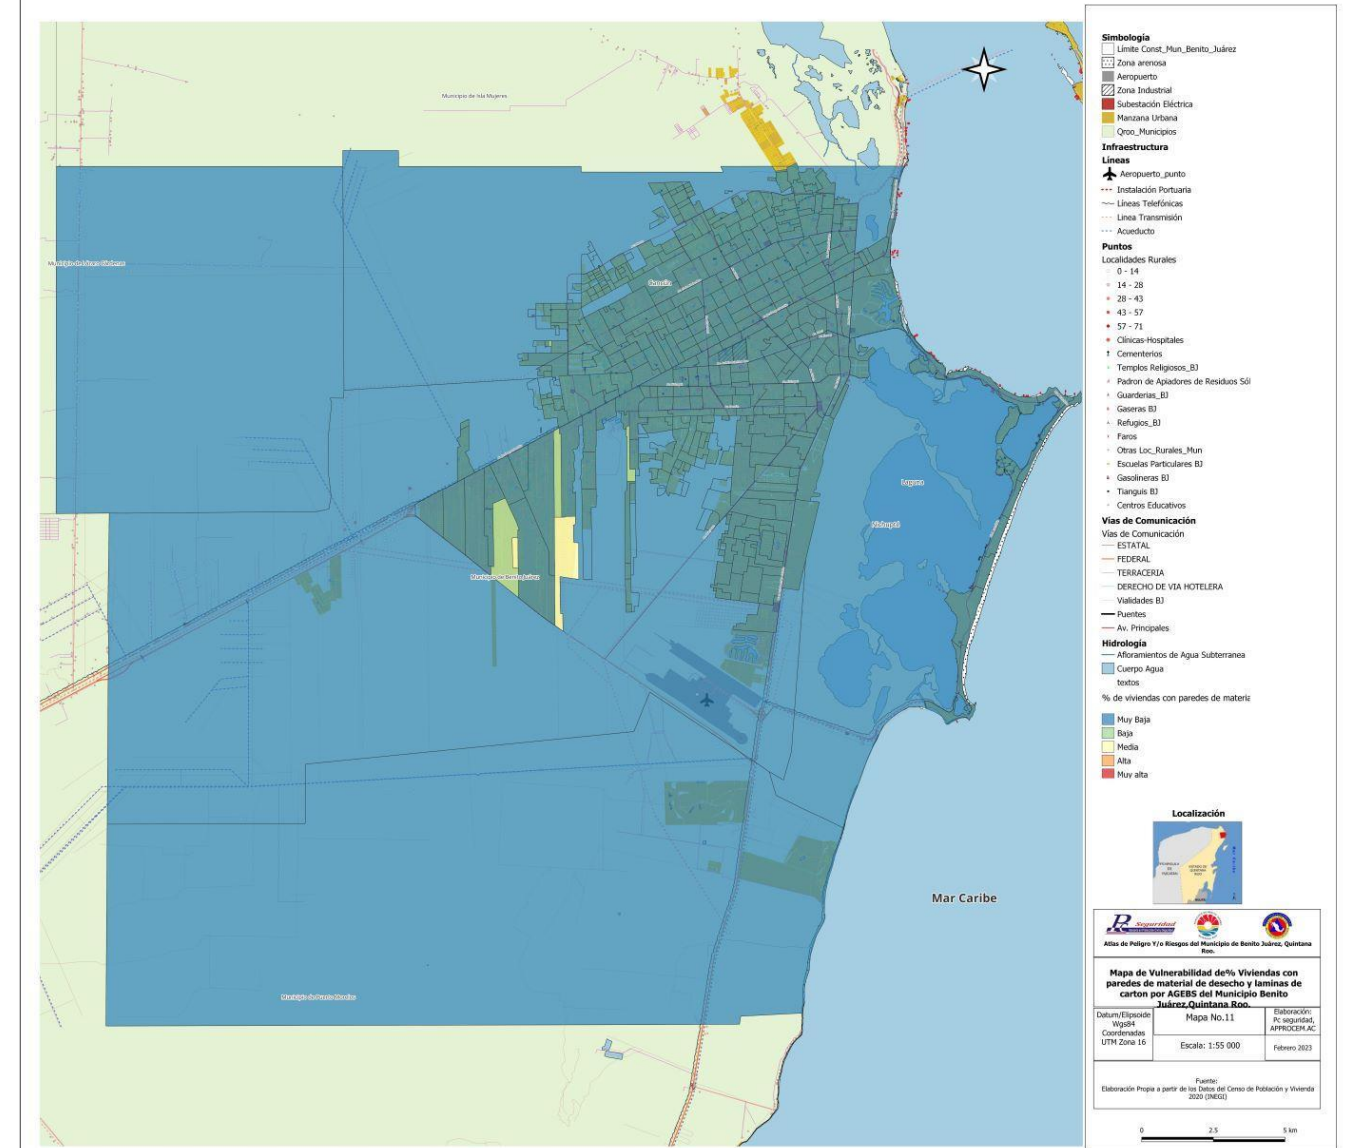 Municipio de Isla Mujeres
Cancún
Laguna
Nichupté
Municipio de Benito Juárez
Mar Caribe
Municipio de Puerto Morelos
Simbología
Límite Const_Mun_Benito_Juárez
Zona arenosa
Aeropuerto
Zona Industrial
Subestación Eléctrica
Manzana Urbana
Qroo_Municipios
Infraestructura
Líneas
Aeropuerto_punto
Instalación Portuaria
Líneas Telefónicas
Linea Transmisión
Acueducto
Puntos
Localidades Rurales
0 - 14
14 - 28
28 - 43
43 - 57
57 - 71
Clínicas-Hospitales
Cementerios
Templos Religiosos_BJ
Padron de Apiadores de Residuos Sól
Guarderias_BJ
Gaseras BJ
Refugios_BJ
Faros
Otras Loc_Rurales_Mun
Escuelas Particulares BJ
Gasolineras BJ
Tianguis BJ
Centros Educativos
Vías de Comunicación
Vías de Comunicación
ESTATAL
FEDERAL
TERRACERIA
DERECHO DE VIA HOTELERA
Vialidades BJ
Puentes
Av. Principales
Hidrología
Afloramientos de Agua Subterranea
Cuerpo Agua
textos
% de viviendas con paredes de materia
Muy Baja
Baja
Media
Alta
Muy alta
Localización
Seguridad
Atlas de Peligro Y/o Riesgos del Municipio de Benito Juárez, Quintana
Roo.
Mapa de Vulnerabilidad de% Viviendas con
paredes de material de desecho y laminas de
carton por AGEBS del Municipio Benito
Juárez,Quintana Roo.
Datum/Elipsoide
Wgs84
Coordenadas
UTM Zona 16
Mapa No.11
Escala: 1:55 000
Elaboración:
Pc seguridad,
APPROCEM.AC
Febrero 2023
Fuente:
Elaboración Propia a partir de los Datos del Censo de Población y Vivienda
2020 (INEGI)
0 2.5 5 km